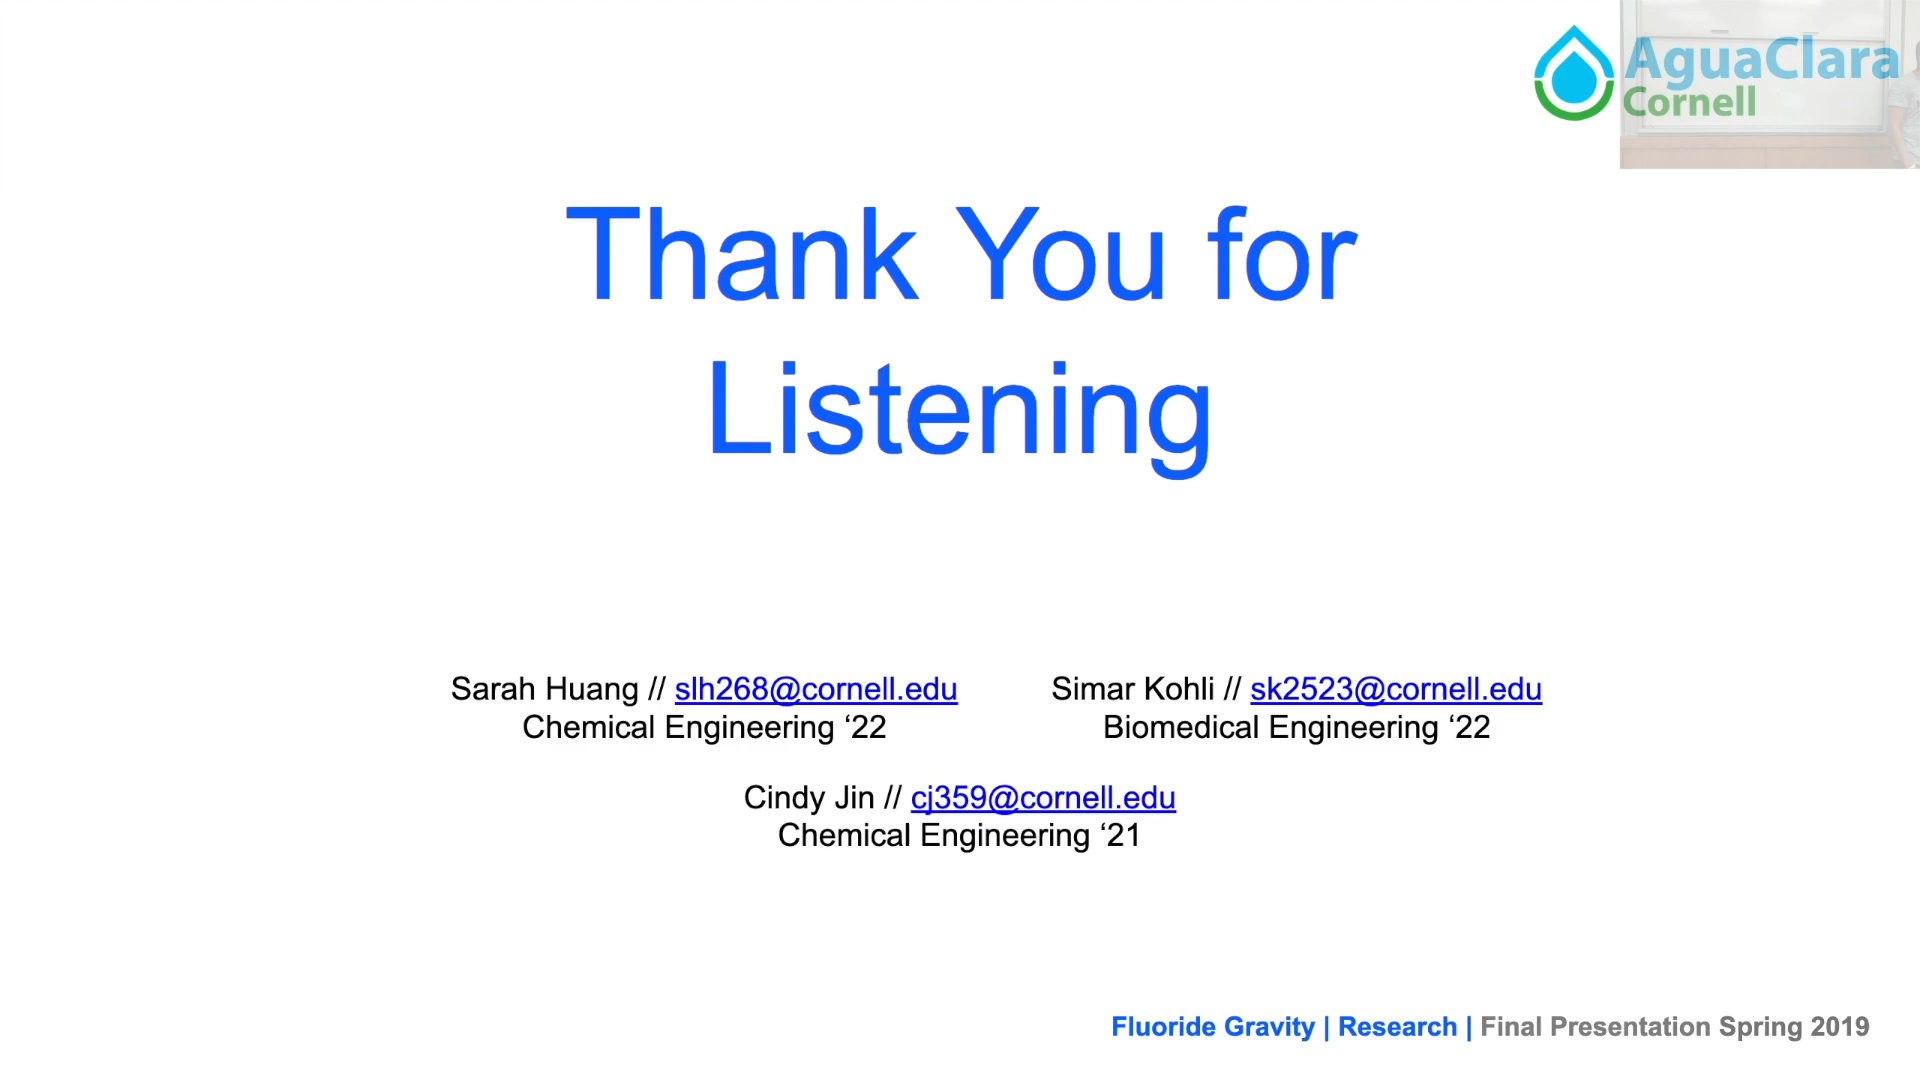 AguaClara
Cornell
Thank You for
Listening
Sarah Huang // slh268@cornell.edu
Chemical Engineering ‘22
Simar Kohli // sk2523@cornell.edu
Biomedical Engineering ‘22
Cindy Jin // cj359@cornell.edu
Chemical Engineering ‘21
Fluoride Gravity | Research | Final Presentation Spring 2019